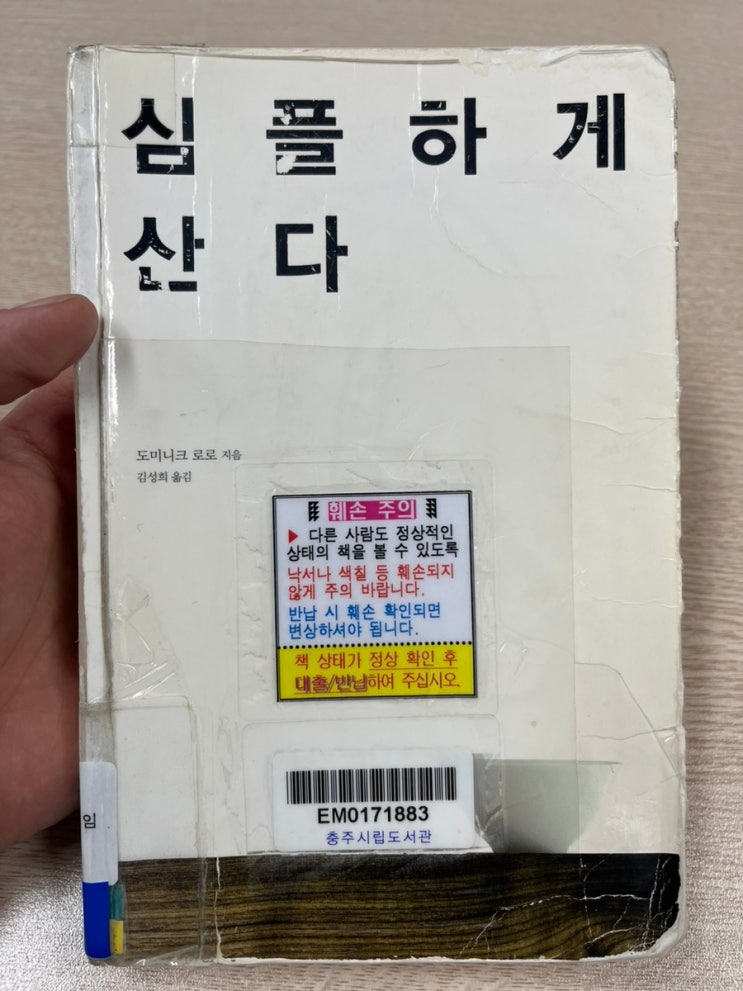 심플하게
산다
도미니크 로로 지음
김성희 옮김
훼손 주의
▶ 다른 사람도 정상적인
상태의 책을 볼 수 있도록
낙서나 색칠 등 훼손되지
않게 주의 바랍니다.
반납 시 훼손 확인되면
변상하셔야 됩니다.
책 상태가 정상 확인 후
대출/반납하여 주십시오.
EM0171883
충주시립도서관
임